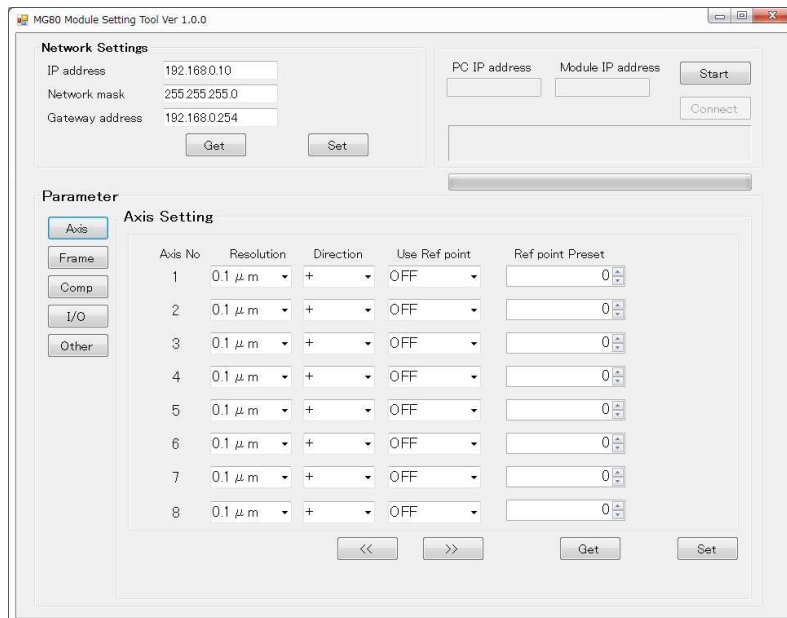 MG80 Module Setting Tool Ver 1.0.0
Network Settings
IP address 192.168.0.10
Network mask 255.255.255.0
Gateway address 192.168.0.254
Get Set
PC IP address Module IP address Start
Connect
Parameter
Axis
Frame
Comp
I/O
Other
Axis Setting
Axis No Resolution Direction Use Ref point Ref point Preset
1 0.1 μm + OFF 0
2 0.1 μm + OFF 0
3 0.1 μm + OFF 0
4 0.1 μm + OFF 0
5 0.1 μm + OFF 0
6 0.1 μm + OFF 0
7 0.1 μm + OFF 0
8 0.1 μm + OFF 0
<< >> Get Set